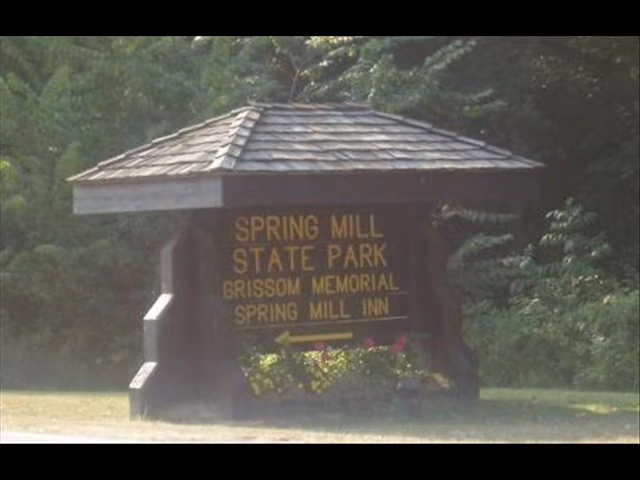 SPRING MILL
STATE PARK
GRISSOM MEMORIAL
SPRING MILL INN